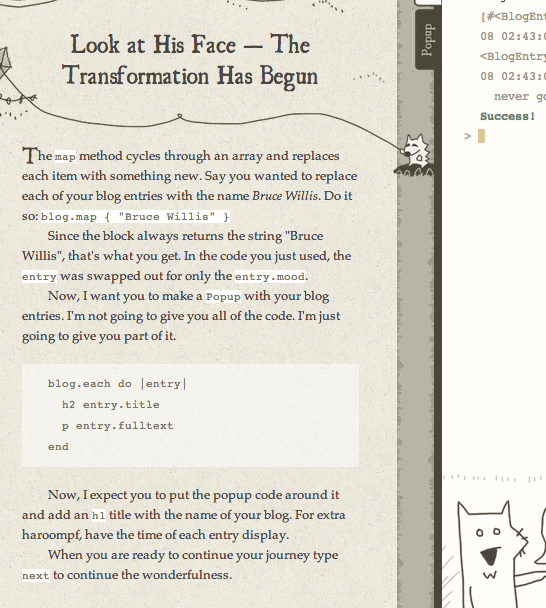 Look at His Face — The
Transformation Has Begun
The map method cycles through an array and replaces
each item with something new. Say you wanted to replace
each of your blog entries with the name Bruce Willis. Do it
so: blog.map { "Bruce Willis" }
Since the block always returns the string "Bruce
Willis", that's what you get. In the code you just used, the
entry was swapped out for only the entry.mood.
Now, I want you to make a Popup with your blog
entries. I'm not going to give you all of the code. I'm just
going to give you part of it.
blog.each do |entry|
h2 entry.title
p entry.fulltext
end
Now, I expect you to put the popup code around it
and add an h1 title with the name of your blog. For extra
haroompf, have the time of each entry display.
When you are ready to continue your journey type
next to continue the wonderfulness.
Popup
[#<BlogEnt
08 02:43:0
<BlogEntry
08 02:43:0
never go
Success!
>